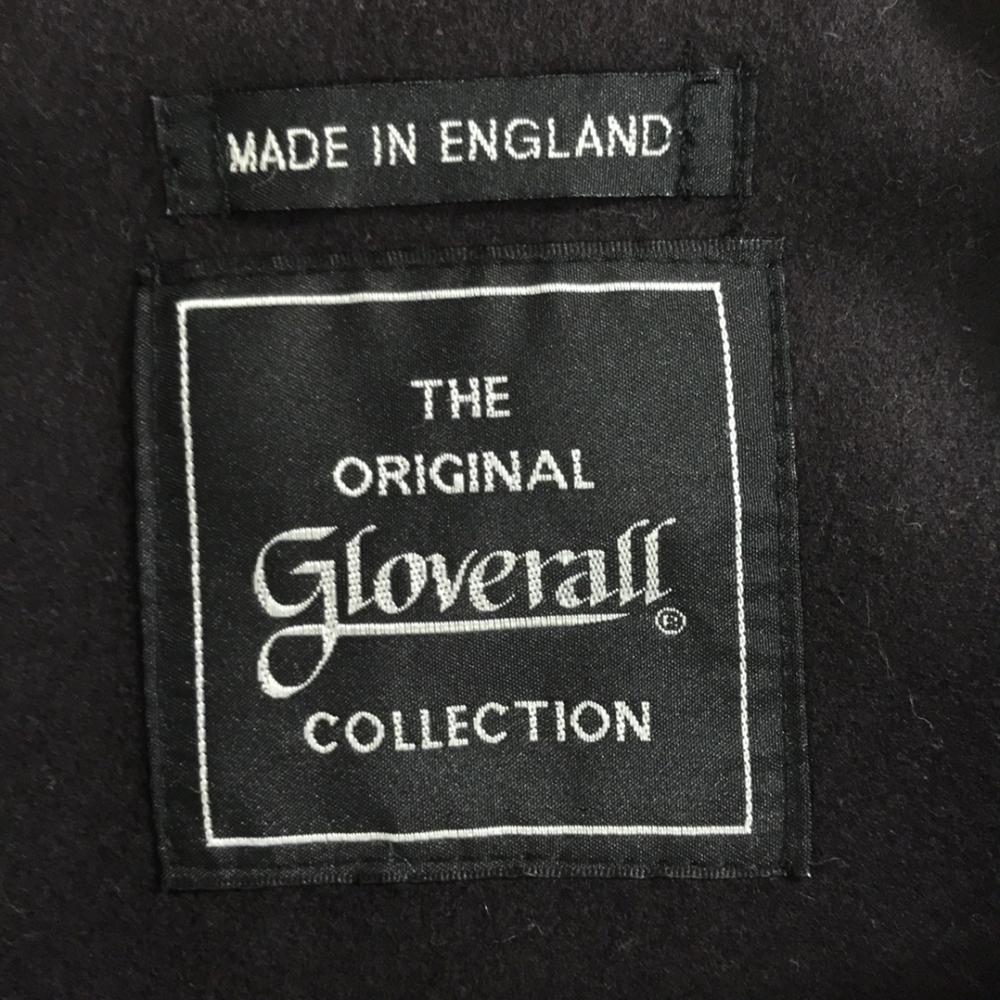 MADE IN ENGLAND
THE
ORIGINAL
Gloverall®
COLLECTION